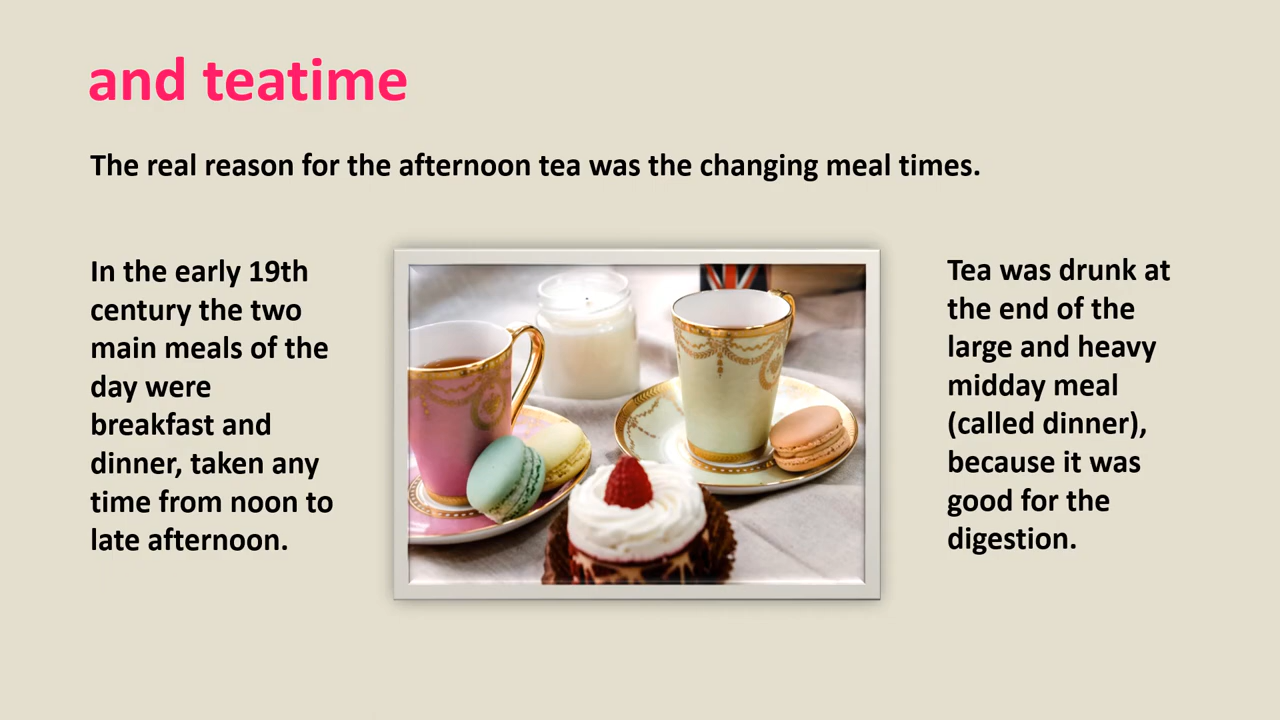 and teatime
The real reason for the afternoon tea was the changing meal times.
In the early 19th
century the two
main meals of the
day were
breakfast and
dinner, taken any
time from noon to
late afternoon.
Tea was drunk at
the end of the
large and heavy
midday meal
(called dinner),
because it was
good for the
digestion.